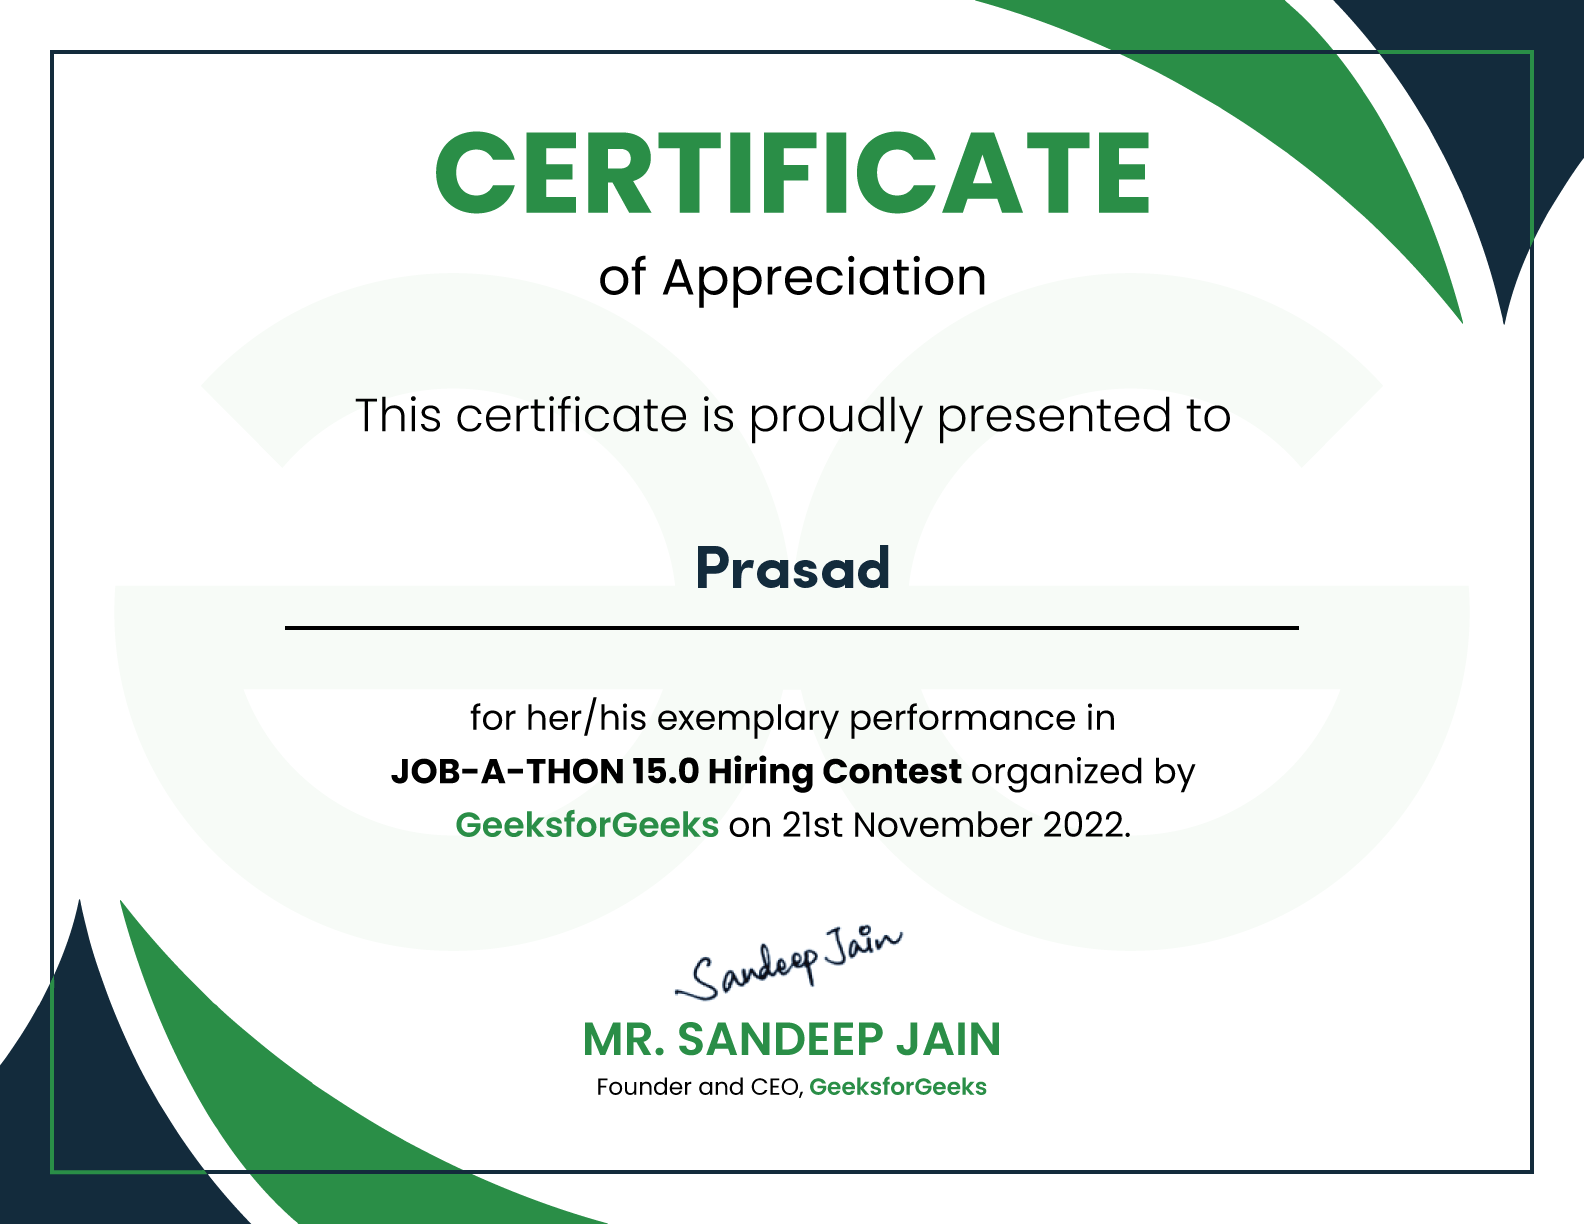 CERTIFICATE
of Appreciation
This certificate is proudly presented to
Prasad
for her/his exemplary performance in
JOB-A-THON 15.0 Hiring Contest organized by
GeeksforGeeks on 21st November 2022.
Sandeep Jain
MR. SANDEEP JAIN
Founder and CEO, GeeksforGeeks